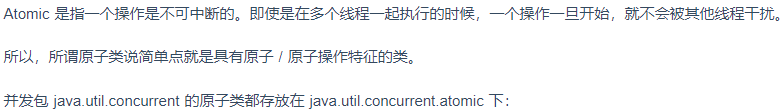 Atomic 是指一个操作是不可中断的。即使是在多个线程一起执行的时候，一个操作一旦开始，就不会被其他线程干扰。
所以，所谓原子类说简单点就是具有原子 / 原子操作特征的类。
并发包 java.util.concurrent 的原子类都存放在 java.util.concurrent.atomic 下：